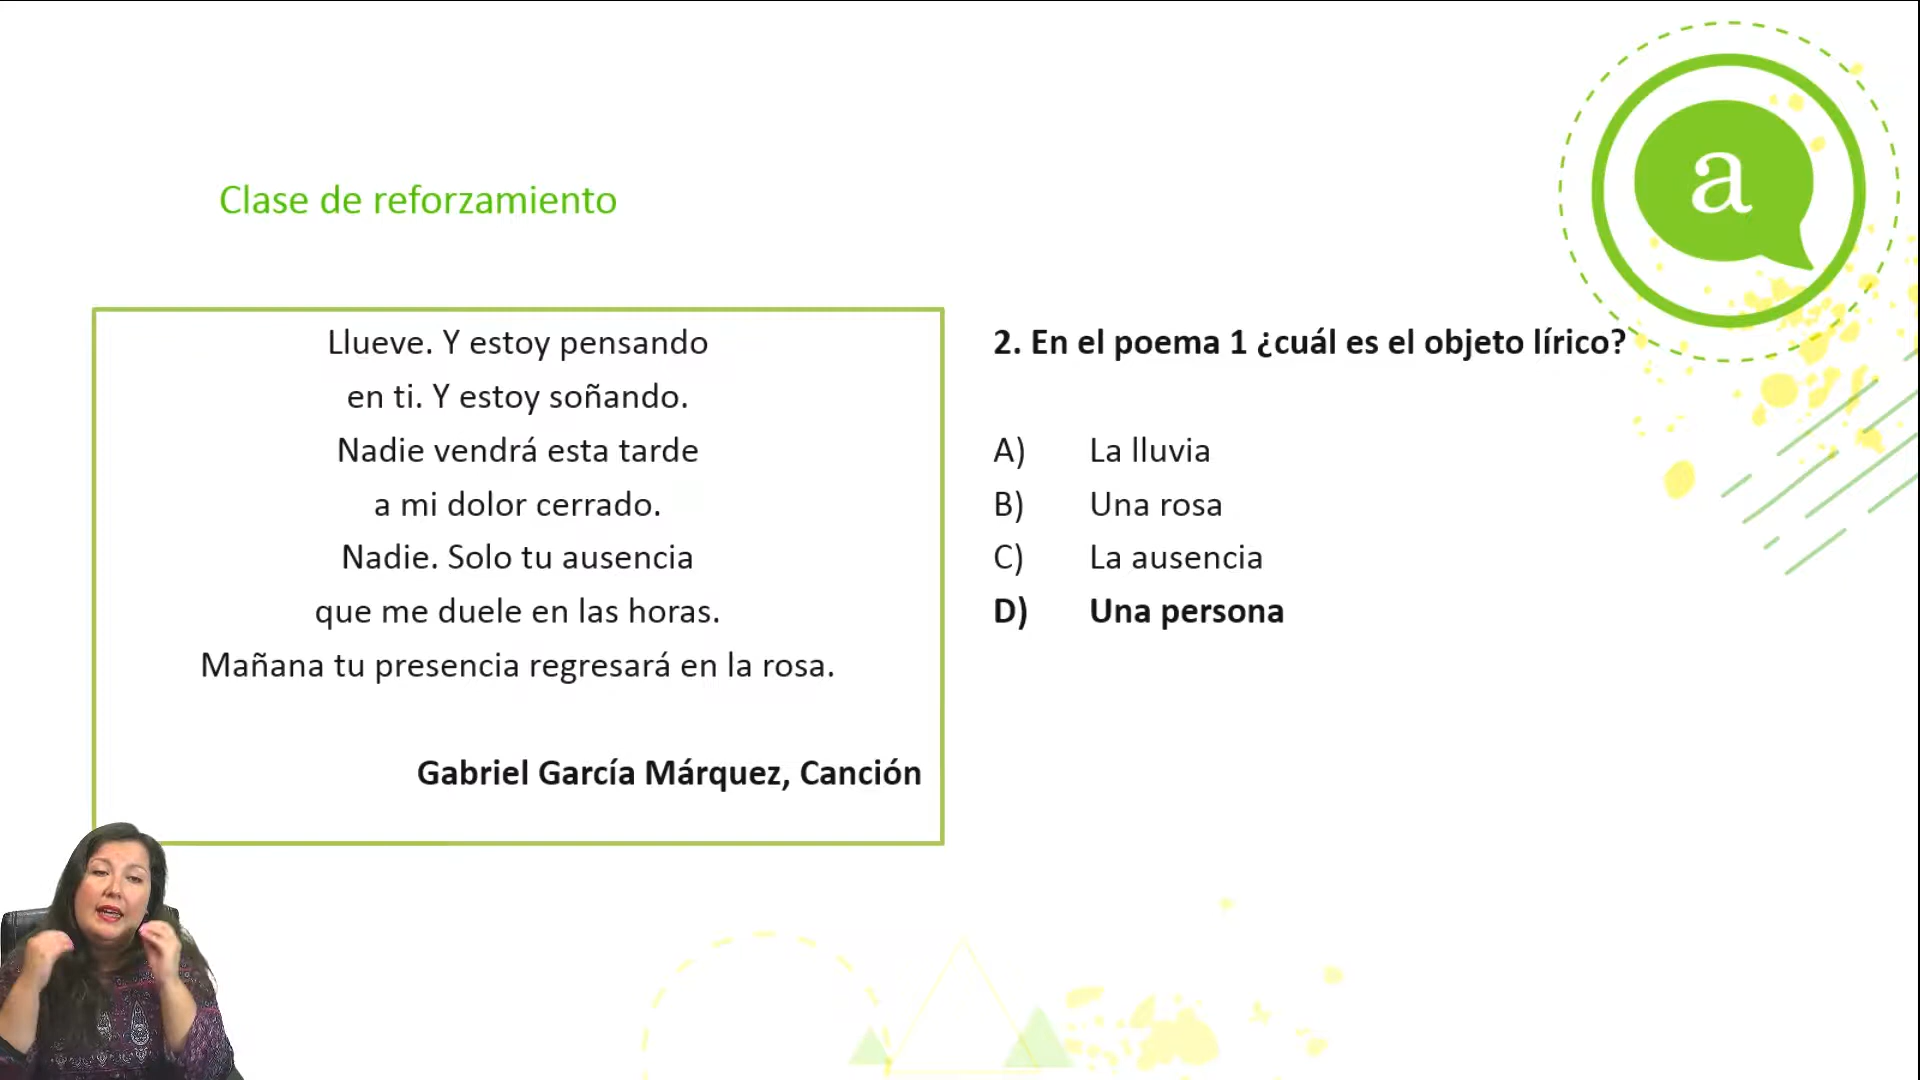 a
Clase de reforzamiento
Llueve. Y estoy pensando
en ti. Y estoy soñando.
Nadie vendrá esta tarde
a mi dolor cerrado.
Nadie. Solo tu ausencia
que me duele en las horas.
Mañana tu presencia regresará en la rosa.
Gabriel García Márquez, Canción
2. En el poema 1 ¿cuál es el objeto lírico?
A) La lluvia
B) Una rosa
C) La ausencia
D) Una persona